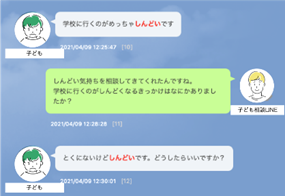 学校に行くのがめっちゃしんどいです
子ども
2021/04/09 12:25:47 [10]
しんどい気持ちを相談してきてくれたんですね。
学校に行くのがしんどくなるきっかけはなにかありまし
たか？
子ども相談LINE
2021/04/09 12:28:28 [11]
とくにないけどしんどいです。どうしたらいいですか？
子ども
2021/04/09 12:30:01 [12]